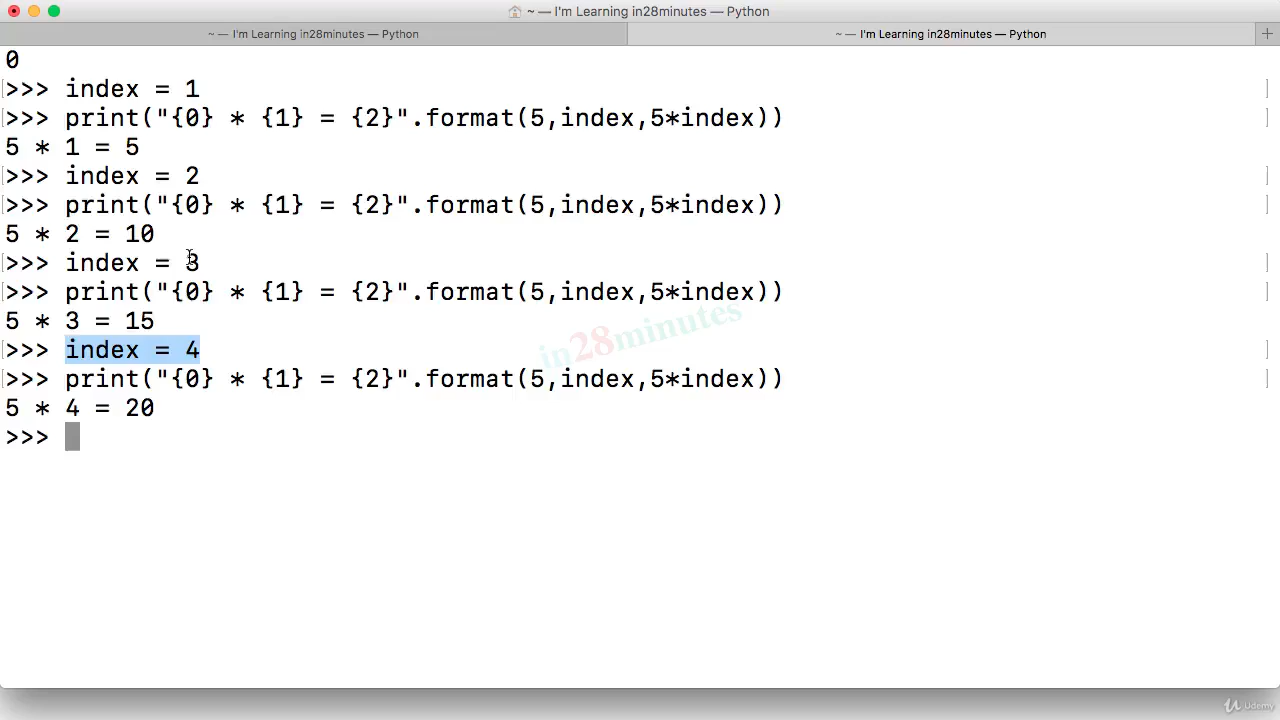 ~ — I'm Learning in28minutes — Python
~ — I'm Learning in28minutes — Python
~ — I'm Learning in28minutes — Python
+
0
>>> index = 1
>>> print("{0} * {1} = {2}".format(5,index,5*index))
5 * 1 = 5
>>> index = 2
>>> print("{0} * {1} = {2}".format(5,index,5*index))
5 * 2 = 10
>>> index = 3
>>> print("{0} * {1} = {2}".format(5,index,5*index))
5 * 3 = 15
>>> index = 4
>>> print("{0} * {1} = {2}".format(5,index,5*index))
5 * 4 = 20
>>>
in28minutes
Udemy